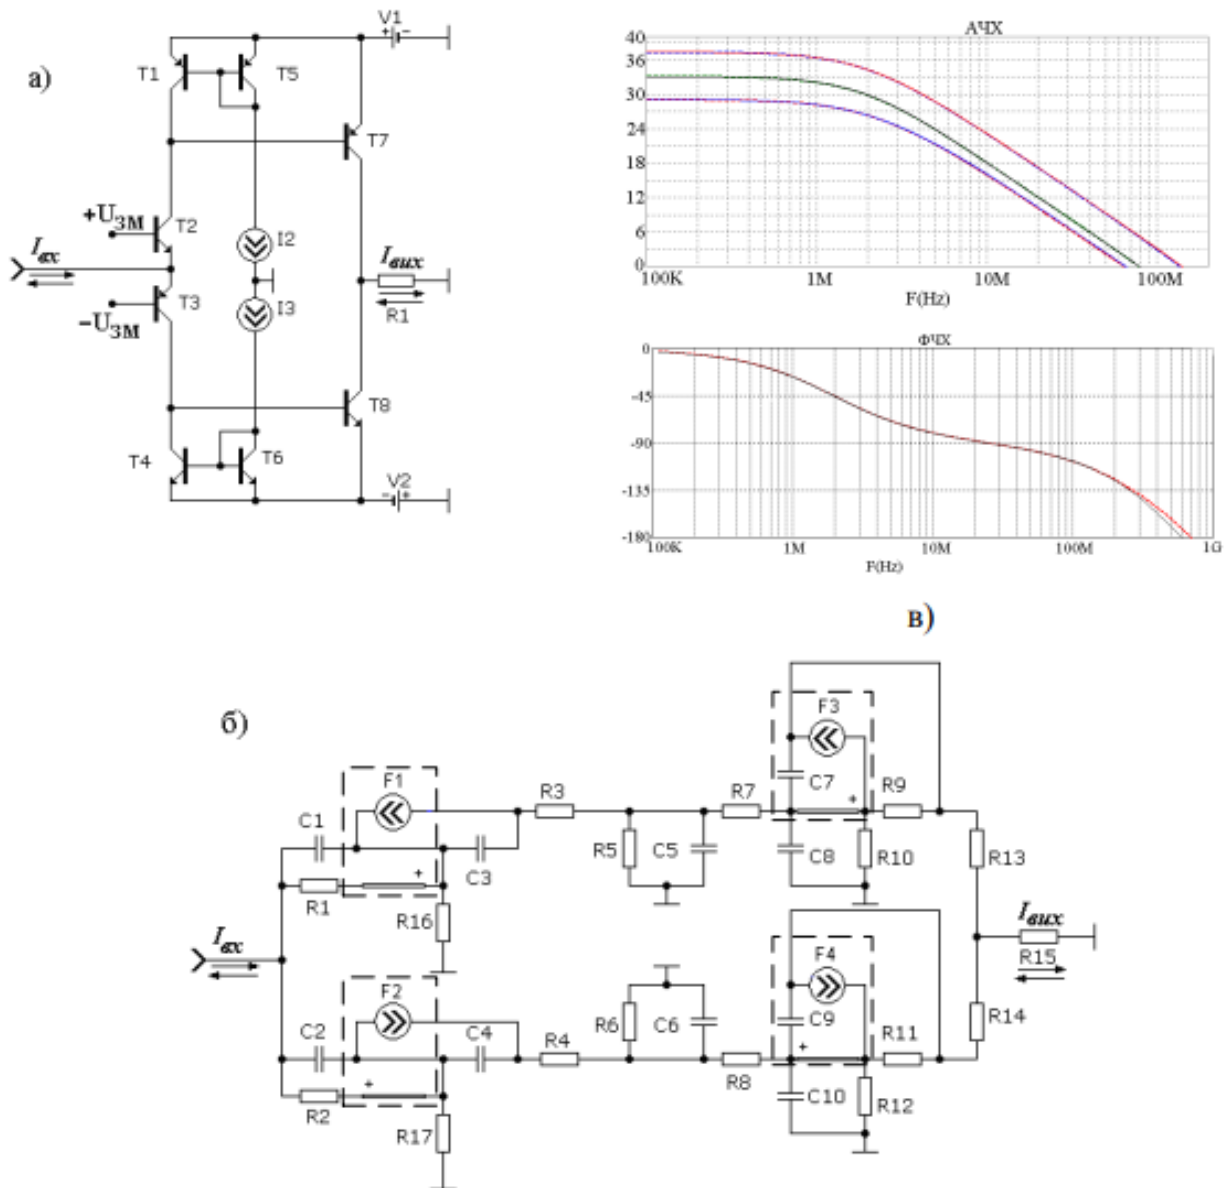 а)
V1
+ -
T1
T5
T7
+UЗМ
T2
Iвх
I2
Iвих
T3
I3
R1
-UЗМ
T8
T4
T6
V2
- +
АЧХ
40
36
30
24
18
12
6
0
100K
1M
10M
100M
F(Hz)
ФЧХ
0
-45
-90
-135
-180
100K
1M
10M
100M
1G
F(Hz)
в)
б)
F3
F1
C7
R3
R7
+
R9
C1
R5
C5
C8
R10
R13
+
C3
R1
R16
Iвих
Iвх
F4
R15
F2
R6
C6
C9
R14
C2
C4
R4
+
R11
+
R8
C10
R12
R2
R17